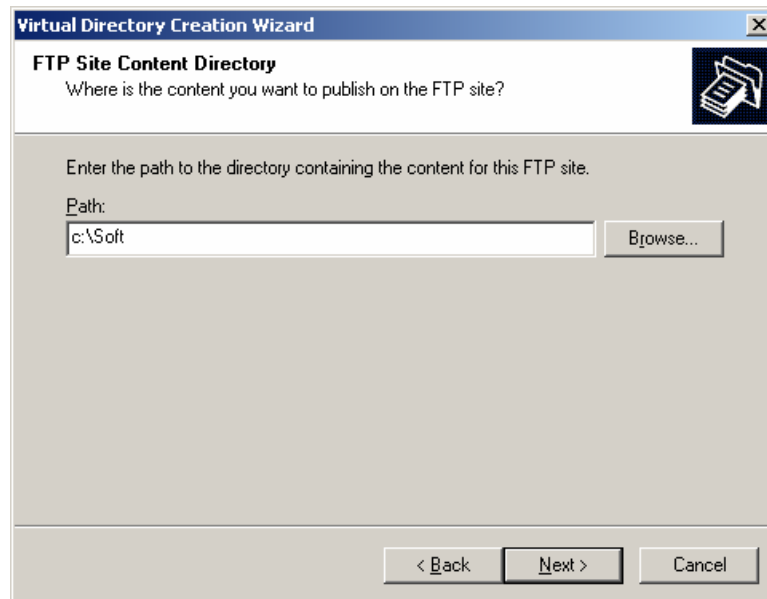 Virtual Directory Creation Wizard
FTP Site Content Directory
Where is the content you want to publish on the FTP site?
Enter the path to the directory containing the content for this FTP site.
Path:
c:\Soft
Browse...
< Back
Next >
Cancel